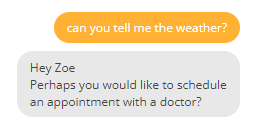 can you tell me the weather?
Hey Zoe
Perhaps you would like to schedule
an appointment with a doctor?